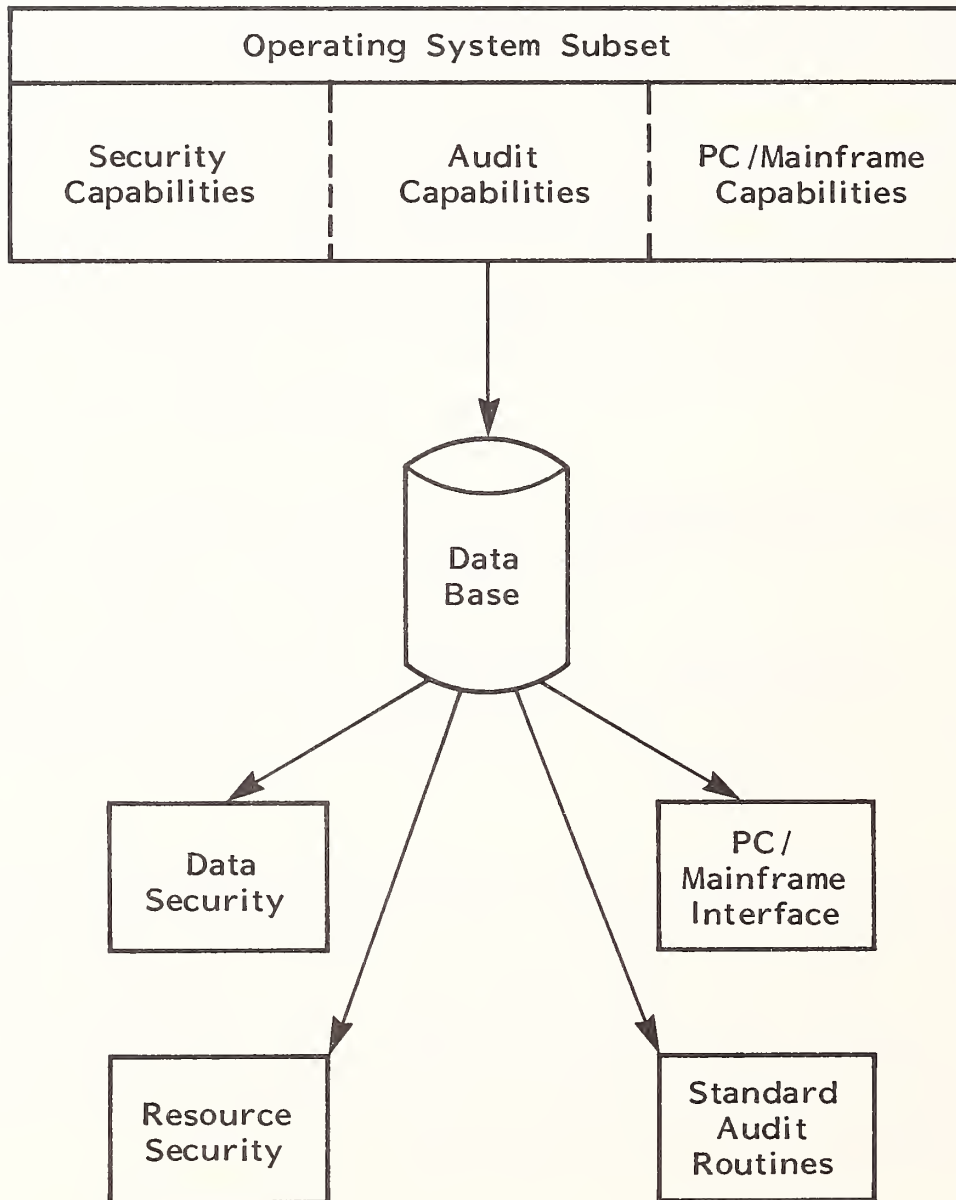 Operating System Subset
Security
Capabilities
Audit
Capabilities
PC/Mainframe
Capabilities
Data
Base
Data
Security
PC/
Mainframe
Interface
Resource
Security
Standard
Audit
Routines